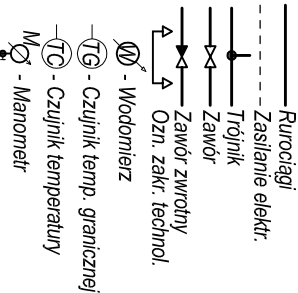 Rurociągi
Zasilanie elektr.
Trójnik
Zawór
Zawór zwrotny
Ozn. zakr. technol.
W - Wodomierz
TG - Czujnik temp. granicznej
TC - Czujnik temperatury
M - Manometr